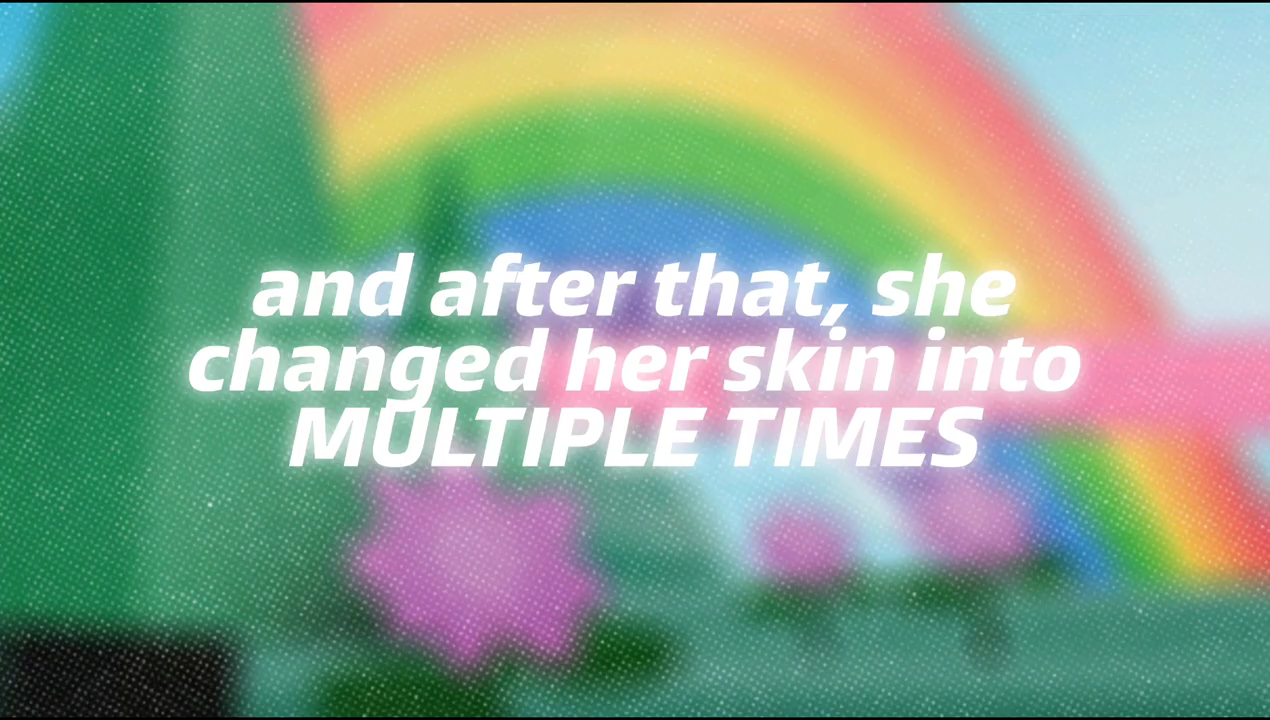 and after that, she
changed her skin into
MULTIPLE TIMES